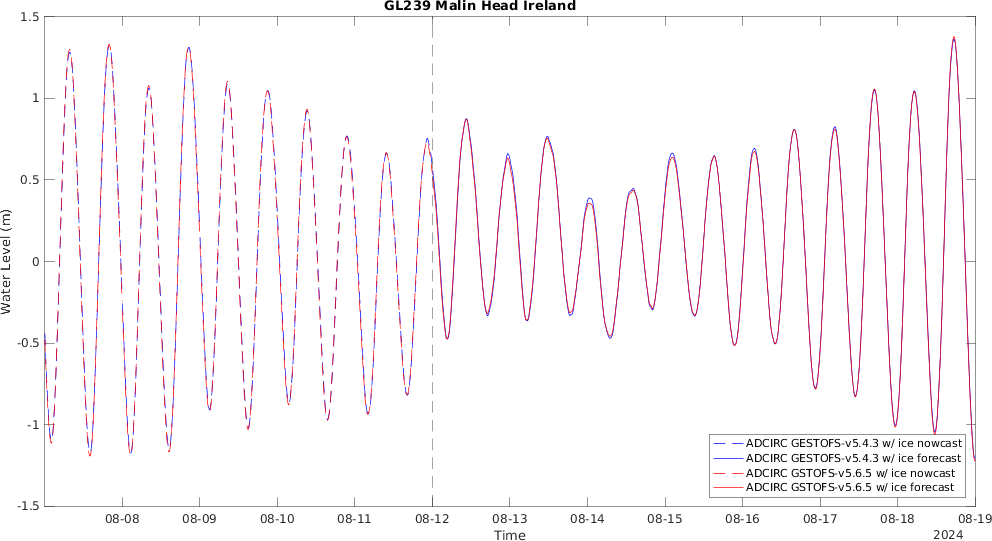 GL239 Malin Head Ireland
1.5
1
0.5
0
-0.5
-1
-1.5
Water Level (m)
ADCIRC GESTOFS-v5.4.3 w/ ice nowcast
ADCIRC GESTOFS-v5.4.3 w/ ice forecast
ADCIRC GSTOFS-v5.6.5 w/ ice nowcast
ADCIRC GSTOFS-v5.6.5 w/ ice forecast
08-08 08-09 08-10 08-11 08-12 08-13 08-14 08-15 08-16 08-17 08-18 08-19
Time
2024